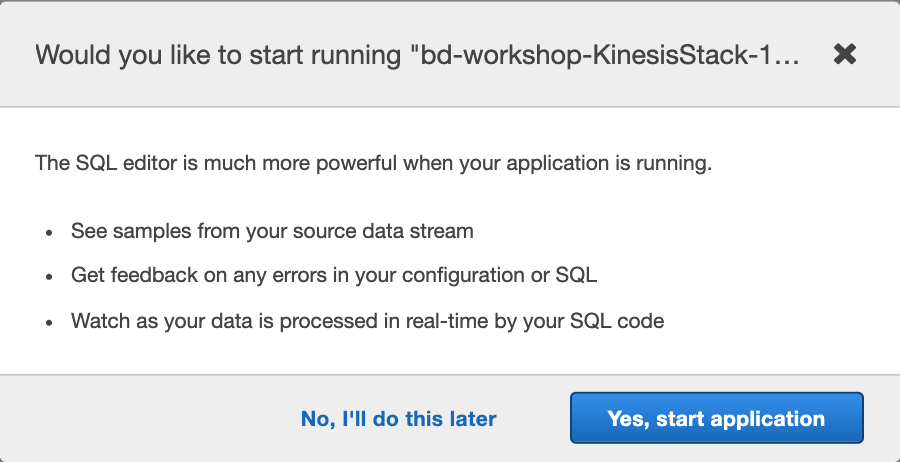 Would you like to start running "bd-workshop-KinesisStack-1...
The SQL editor is much more powerful when your application is running.
• See samples from your source data stream
• Get feedback on any errors in your configuration or SQL
• Watch as your data is processed in real-time by your SQL code
No, I'll do this later
Yes, start application